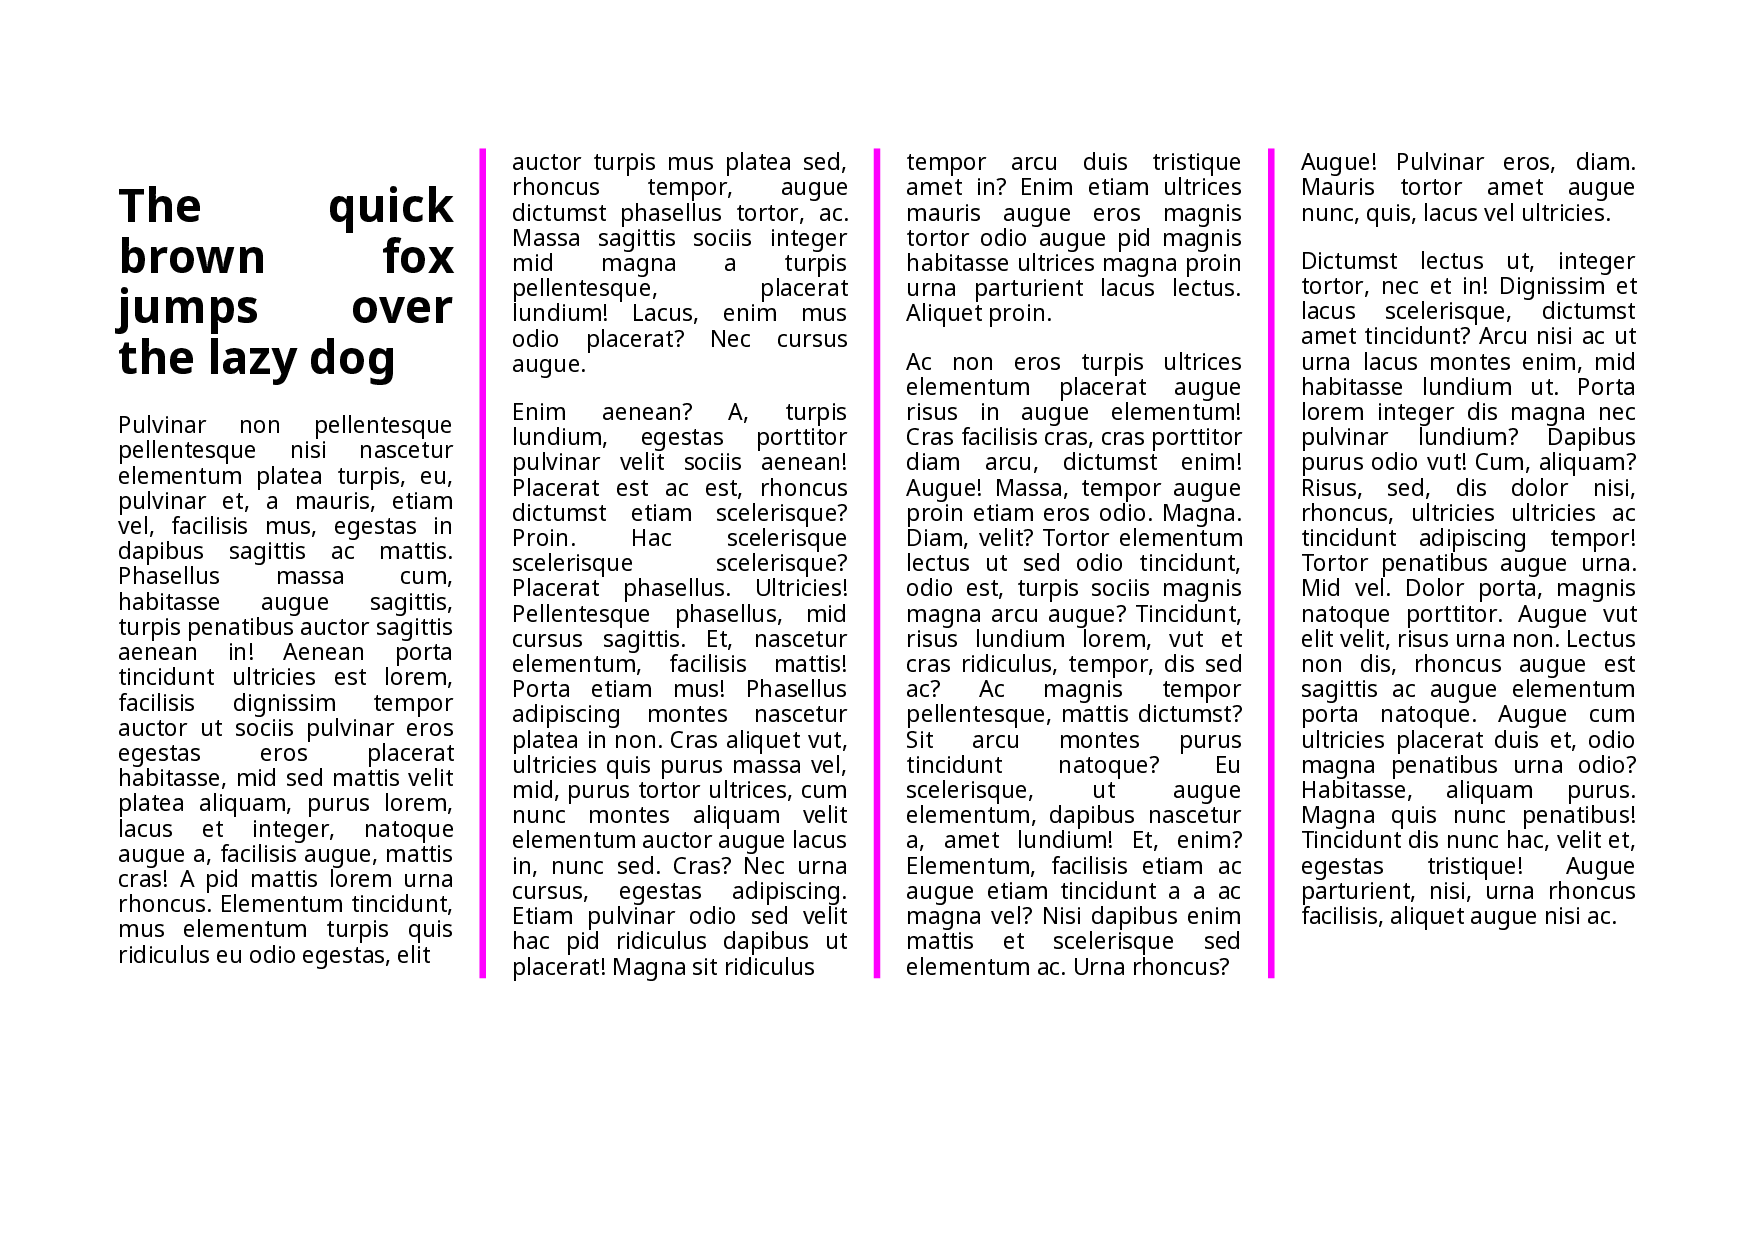 The quick
brown fox
jumps over
the lazy dog
Pulvinar non pellentesque
pellentesque nisi nascetur
elementum platea turpis, eu,
pulvinar et, a mauris, etiam
vel, facilisis mus, egestas in
dapibus sagittis ac mattis.
Phasellus massa cum,
habitasse augue sagittis,
turpis penatibus auctor sagittis
aenean in! Aenean porta
tincidunt ultricies est lorem,
facilisis dignissim tempor
auctor ut sociis pulvinar eros
egestas eros placerat
habitasse, mid sed mattis velit
platea aliquam, purus lorem,
lacus et integer, natoque
augue a, facilisis augue, mattis
cras! A pid mattis lorem urna
rhoncus. Elementum tincidunt,
mus elementum turpis quis
ridiculus eu odio egestas, elit
auctor turpis mus platea sed,
rhoncus tempor, augue
dictumst phasellus tortor, ac.
Massa sagittis sociis integer
mid magna a turpis
pellentesque, placerat
lundium! Lacus, enim mus
odio placerat? Nec cursus
augue.
Enim aenean? A, turpis
lundium, egestas porttitor
pulvinar velit sociis aenean!
Placerat est ac est, rhoncus
dictumst etiam scelerisque?
Proin. Hac scelerisque
scelerisque scelerisque?
Placerat phasellus. Ultricies!
Pellentesque phasellus, mid
cursus sagittis. Et, nascetur
elementum, facilisis mattis!
Porta etiam mus! Phasellus
adipiscing montes nascetur
platea in non. Cras aliquet vut,
ultricies quis purus massa vel,
mid, purus tortor ultrices, cum
nunc montes aliquam velit
elementum auctor augue lacus
in, nunc sed. Cras? Nec urna
cursus, egestas adipiscing.
Etiam pulvinar odio sed velit
hac pid ridiculus dapibus ut
placerat! Magna sit ridiculus
tempor arcu duis tristique
amet in? Enim etiam ultrices
mauris augue eros magnis
tortor odio augue pid magnis
habitasse ultrices magna proin
urna parturient lacus lectus.
Aliquet proin.
Ac non eros turpis ultrices
elementum placerat augue
risus in augue elementum!
Cras facilisis cras, cras porttitor
diam arcu, dictumst enim!
Augue! Massa, tempor augue
proin etiam eros odio. Magna.
Diam, velit? Tortor elementum
lectus ut sed odio tincidunt,
odio est, turpis sociis magnis
magna arcu augue? Tincidunt,
risus lundium lorem, vut et
cras ridiculus, tempor, dis sed
ac? Ac magnis tempor
pellentesque, mattis dictumst?
Sit arcu montes purus
tincidunt natoque? Eu
scelerisque, ut augue
elementum, dapibus nascetur
a, amet lundium! Et, enim?
Elementum, facilisis etiam ac
augue etiam tincidunt a a ac
magna vel? Nisi dapibus enim
mattis et scelerisque sed
elementum ac. Urna rhoncus?
Augue! Pulvinar eros, diam.
Mauris tortor amet augue
nunc, quis, lacus vel ultricies.
Dictumst lectus ut, integer
tortor, nec et in! Dignissim et
lacus scelerisque, dictumst
amet tincidunt? Arcu nisi ac ut
urna lacus montes enim, mid
habitasse lundium ut. Porta
lorem integer dis magna nec
pulvinar lundium? Dapibus
purus odio vut! Cum, aliquam?
Risus, sed, dis dolor nisi,
rhoncus, ultricies ultricies ac
tincidunt adipiscing tempor!
Tortor penatibus augue urna.
Mid vel. Dolor porta, magnis
natoque porttitor. Augue vut
elit velit, risus urna non. Lectus
non dis, rhoncus augue est
sagittis ac augue elementum
porta natoque. Augue cum
ultricies placerat duis et, odio
magna penatibus urna odio?
Habitasse, aliquam purus.
Magna quis nunc penatibus!
Tincidunt dis nunc hac, velit et,
egestas tristique! Augue
parturient, nisi, urna rhoncus
facilisis, aliquet augue nisi ac.